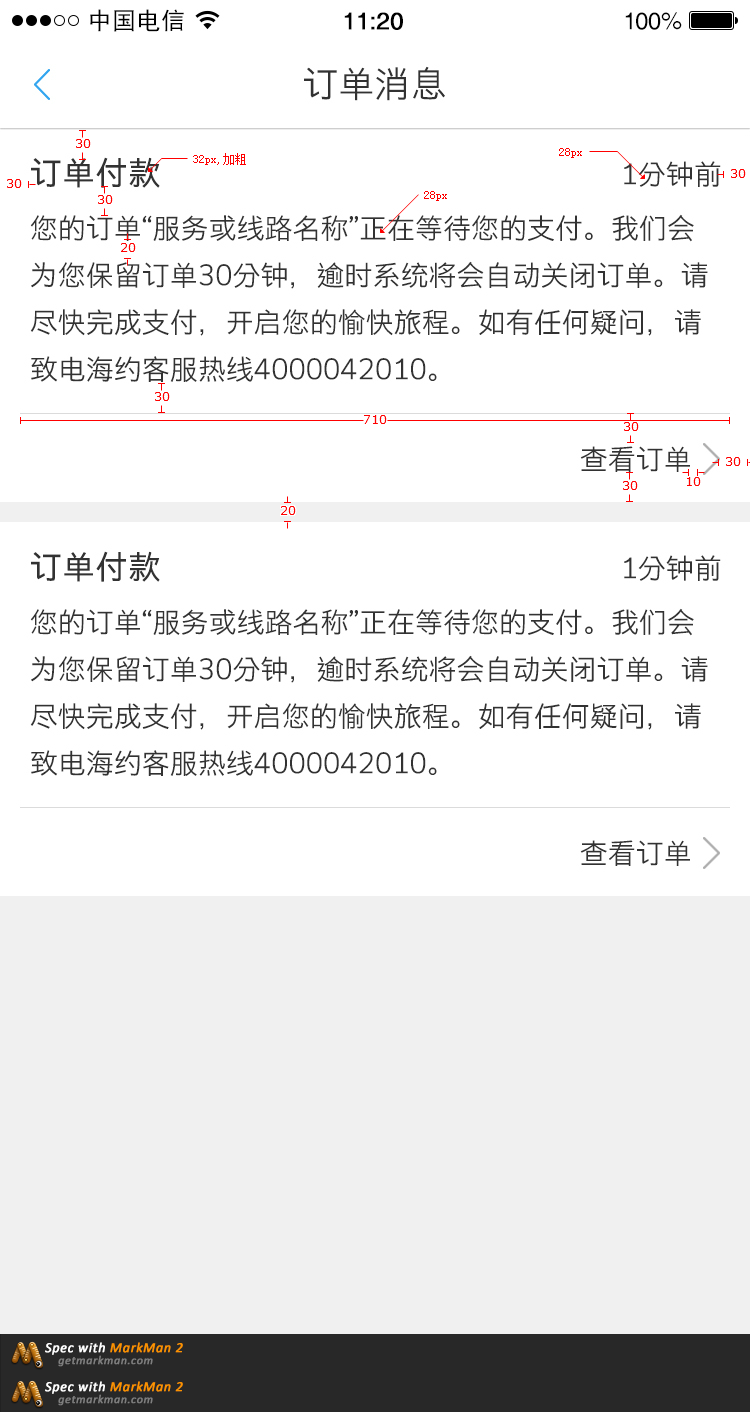 中国电信 11:20 100%
订单消息
30
32px,加粗
28px
订单付款 1分钟前
30
30
30
28px
您的订单“服务或线路名称”正在等待您的支付。我们会
20
为您保留订单30分钟，逾时系统将会自动关闭订单。请
尽快完成支付，开启您的愉快旅程。如有任何疑问，请
致电海约客服热线4000042010。
30
710
30
查看订单
30
10
30
20
订单付款 1分钟前
您的订单“服务或线路名称”正在等待您的支付。我们会
为您保留订单30分钟，逾时系统将会自动关闭订单。请
尽快完成支付，开启您的愉快旅程。如有任何疑问，请
致电海约客服热线4000042010。
查看订单
Spec with MarkMan 2
getmarkman.com
Spec with MarkMan 2
getmarkman.com